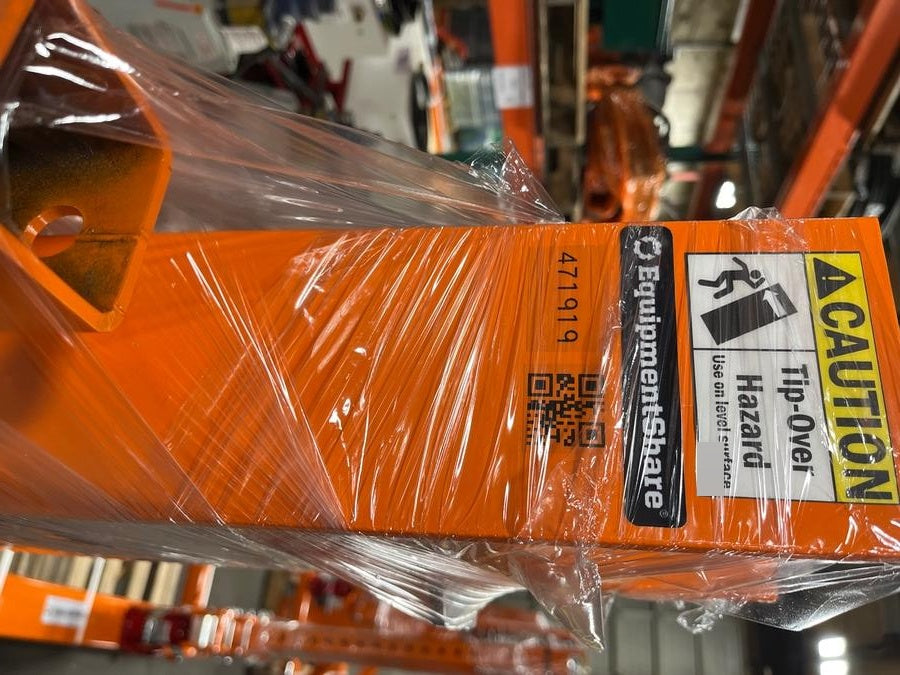 CAUTION
Tip-Over
Hazard
Use on level surface
EquipmentShare®
471919